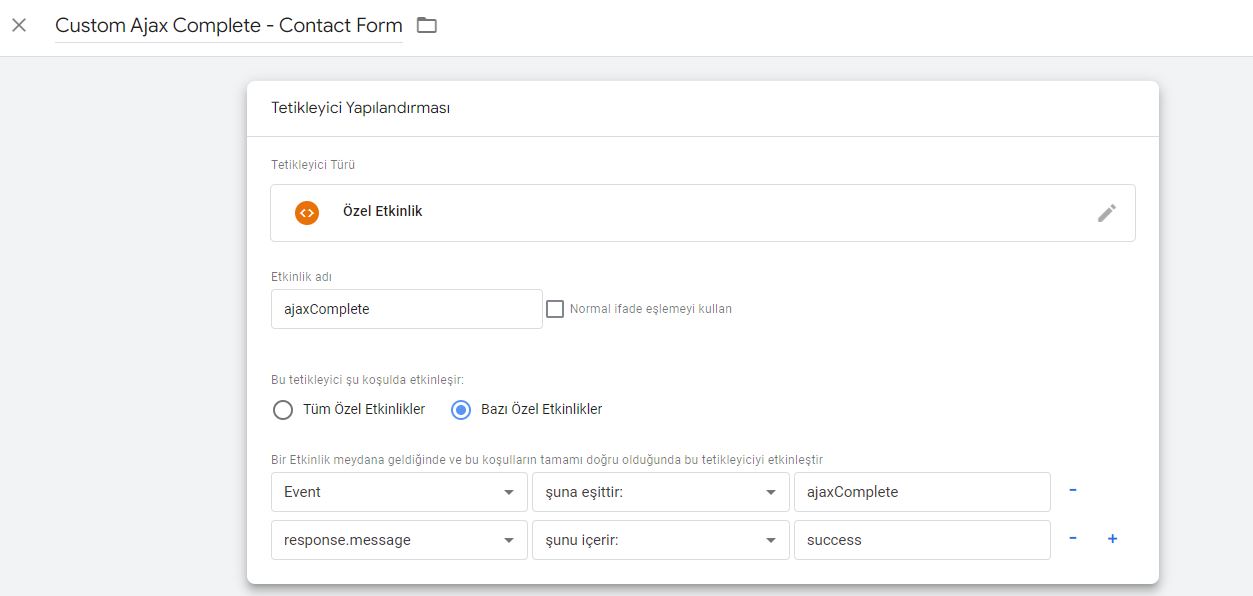 Custom Ajax Complete - Contact Form
Tetikleyici Yapılandırması
Tetikleyici Türü
Özel Etkinlik
Etkinlik adı
ajaxComplete
Normal ifade eşlemeyi kullan
Bu tetikleyici şu koşulda etkinleşir:
Tüm Özel Etkinlikler Bazı Özel Etkinlikler
Bir Etkinlik meydana geldiğinde ve bu koşulların tamamı doğru olduğunda bu tetikleyiciyi etkinleştir
Event şuna eşittir: ajaxComplete -
response.message şunu içerir: success - +